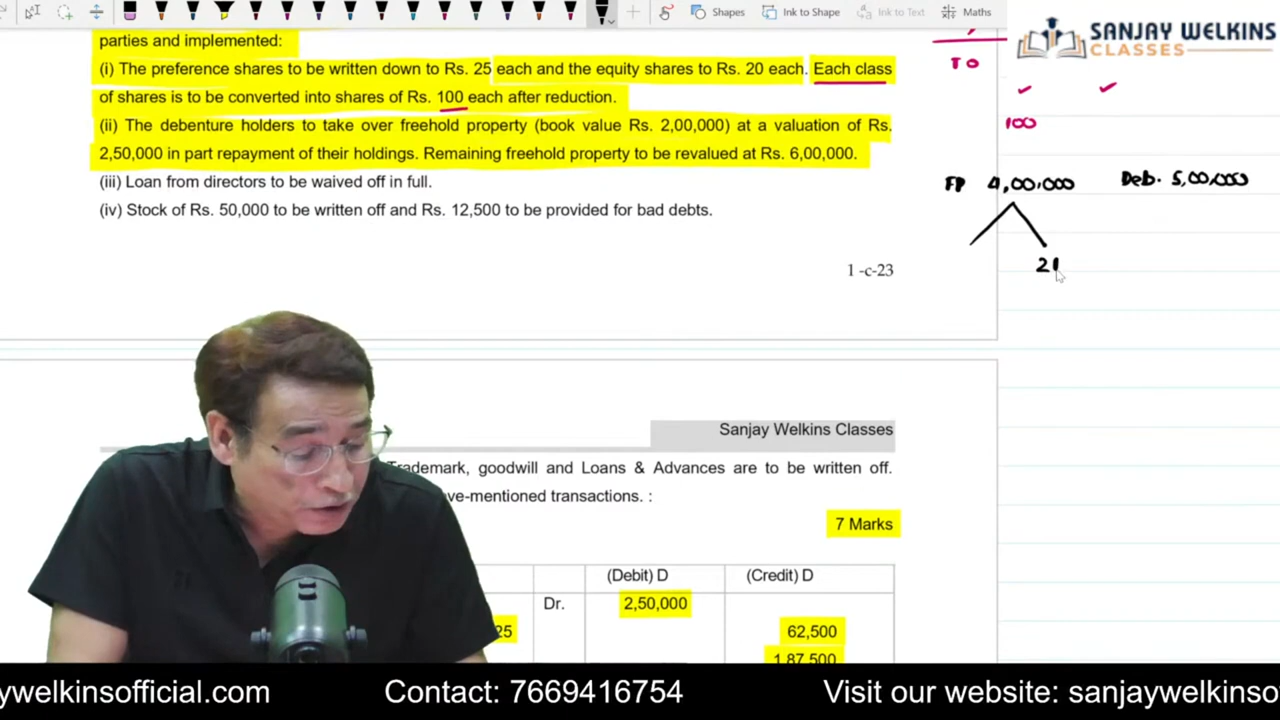 Shapes
Ink to Shape
Ink to Text
Maths
SANJAY WELKINS
CLASSES
parties and implemented:
(i) The preference shares to be written down to Rs. 25 each and the equity shares to Rs. 20 each. Each class
of shares is to be converted into shares of Rs. 100 each after reduction.
(ii) The debenture holders to take over freehold property (book value Rs. 2,00,000) at a valuation of Rs.
2,50,000 in part repayment of their holdings. Remaining freehold property to be revalued at Rs. 6,00,000.
(iii) Loan from directors to be waived off in full.
(iv) Stock of Rs. 50,000 to be written off and Rs. 12,500 to be provided for bad debts.
TO
100
FP 4,00,000 Deb. 5,00,000
21
1 -c-23
Sanjay Welkins Classes
Trademark, goodwill and Loans & Advances are to be written off.
ve-mentioned transactions. :
7 Marks
(Debit) D (Credit) D
Dr. 2,50,000
25 62,500
1,87,500
ywelkinsofficial.com Contact: 7669416754 Visit our website: sanjaywelkinso